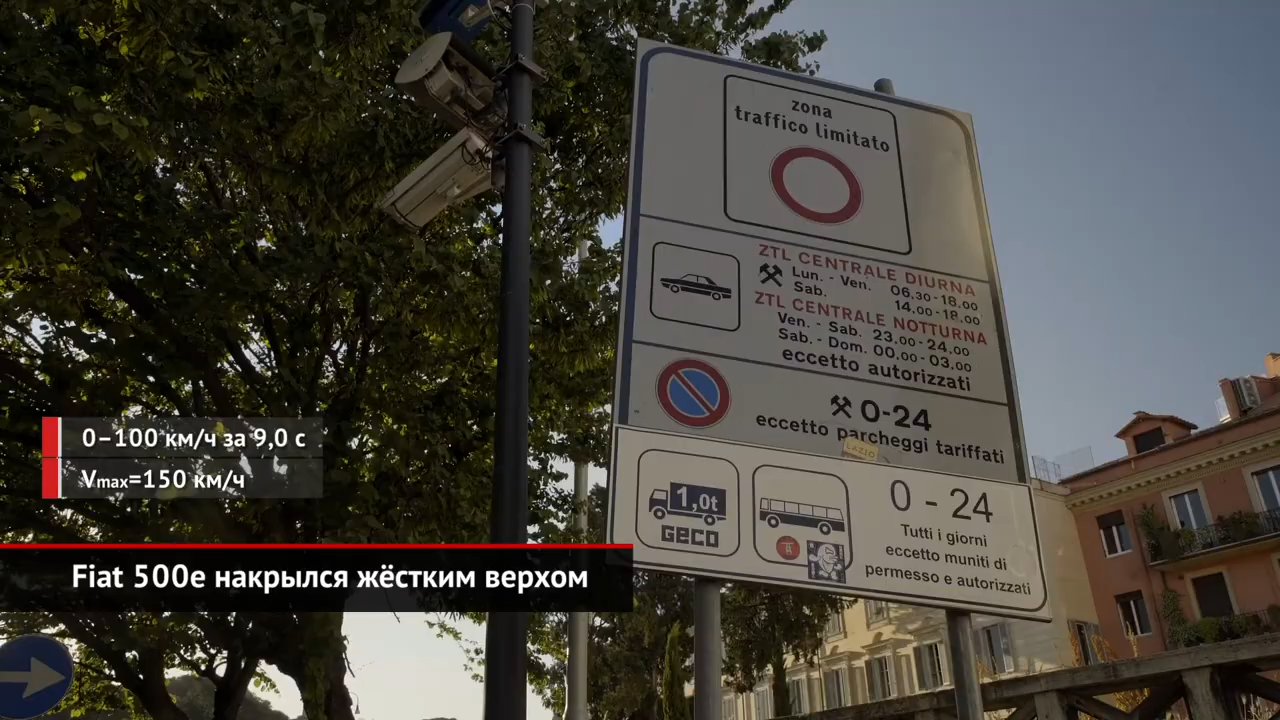 zona
traffico limitato
ZTL CENTRALE DIURNA
Lun. - Ven. 06.30-18.00
Sab. 14.00-18.00
ZTL CENTRALE NOTTURNA
Ven. - Sab. 23.00-24.00
Sab. - Dom. 00.00-03.00
eccetto autorizzati
0-24
eccetto parcheggi tariffati
LAZIO
1,0t
GECO
0 - 24
Tutti i giorni
eccetto muniti di
permesso e autorizzati
0–100 км/ч за 9,0 с
Vmax=150 км/ч
Fiat 500e накрылся жёстким верхом